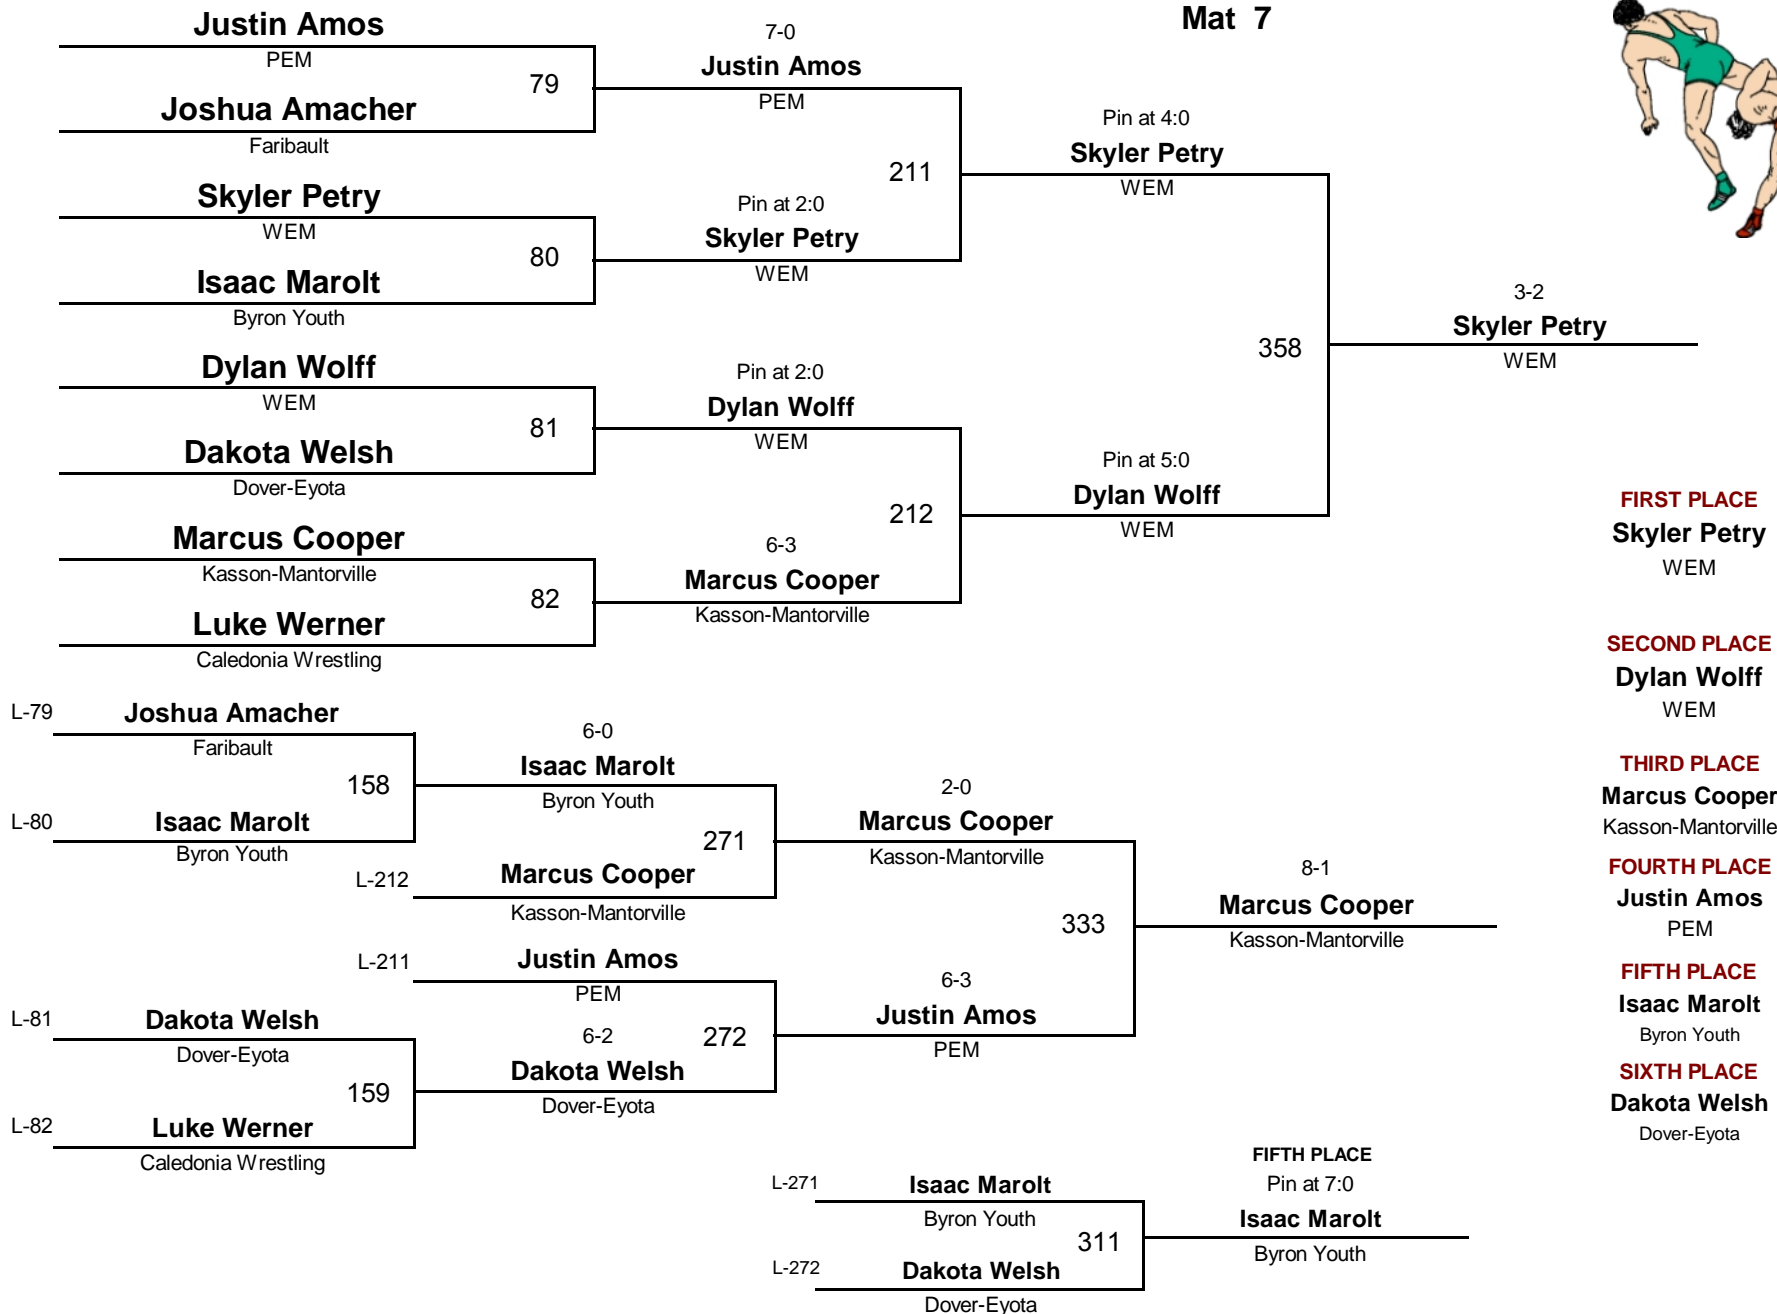 Mat 7
Justin Amos
PEM
79
Joshua Amacher
Faribault
7-0
Justin Amos
PEM
211
Skyler Petry
WEM
80
Isaac Marolt
Byron Youth
Pin at 2:0
Skyler Petry
WEM
Pin at 4:0
Skyler Petry
WEM
358
Dylan Wolff
WEM
81
Dakota Welsh
Dover-Eyota
Pin at 2:0
Dylan Wolff
WEM
212
Marcus Cooper
Kasson-Mantorville
82
Luke Werner
Caledonia Wrestling
6-3
Marcus Cooper
Kasson-Mantorville
Pin at 5:0
Dylan Wolff
WEM
3-2
Skyler Petry
WEM
FIRST PLACE
Skyler Petry
WEM
SECOND PLACE
Dylan Wolff
WEM
THIRD PLACE
Marcus Cooper
Kasson-Mantorville
FOURTH PLACE
Justin Amos
PEM
FIFTH PLACE
Isaac Marolt
Byron Youth
SIXTH PLACE
Dakota Welsh
Dover-Eyota
L-79
Joshua Amacher
Faribault
158
L-80
Isaac Marolt
Byron Youth
6-0
Isaac Marolt
Byron Youth
271
L-212
Marcus Cooper
Kasson-Mantorville
2-0
Marcus Cooper
Kasson-Mantorville
333
L-211
Justin Amos
PEM
272
L-81
Dakota Welsh
Dover-Eyota
159
L-82
Luke Werner
Caledonia Wrestling
6-2
Dakota Welsh
Dover-Eyota
6-3
Justin Amos
PEM
8-1
Marcus Cooper
Kasson-Mantorville
L-271
Isaac Marolt
Byron Youth
311
L-272
Dakota Welsh
Dover-Eyota
FIFTH PLACE
Pin at 7:0
Isaac Marolt
Byron Youth